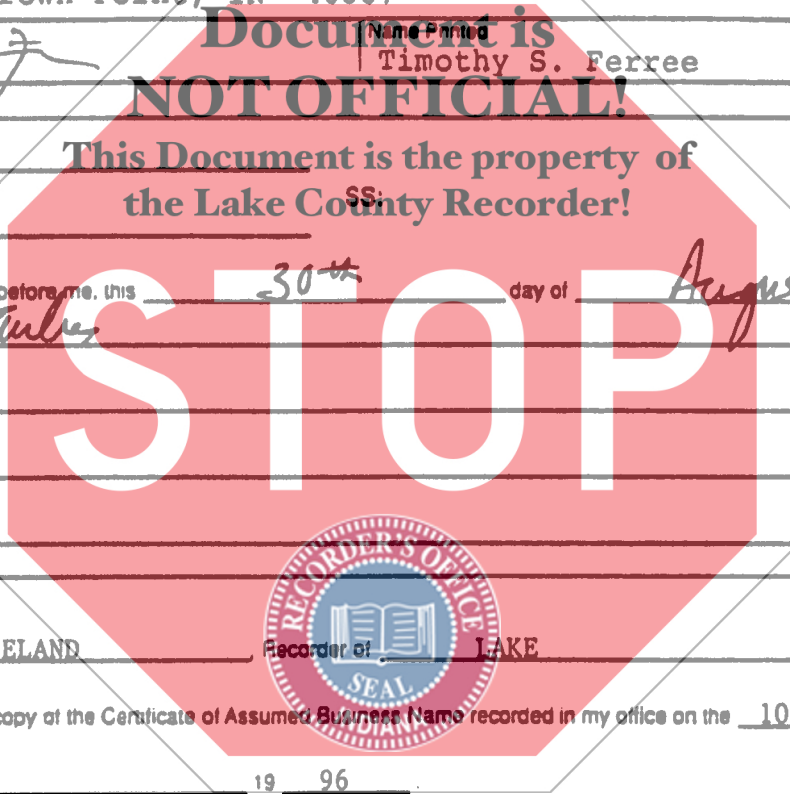 Document is
Name Printed
Timothy S. Ferree
NOT OFFICIAL!
This Document is the property of
the Lake County Recorder!
SS:
before me, this 30th day of
STOP
RECORDER'S OFFICE
ELAND, Recorder of LAKE
SEAL
INDIANA
copy of the Certificate of Assumed Business Name recorded in my office on the 10
19 96